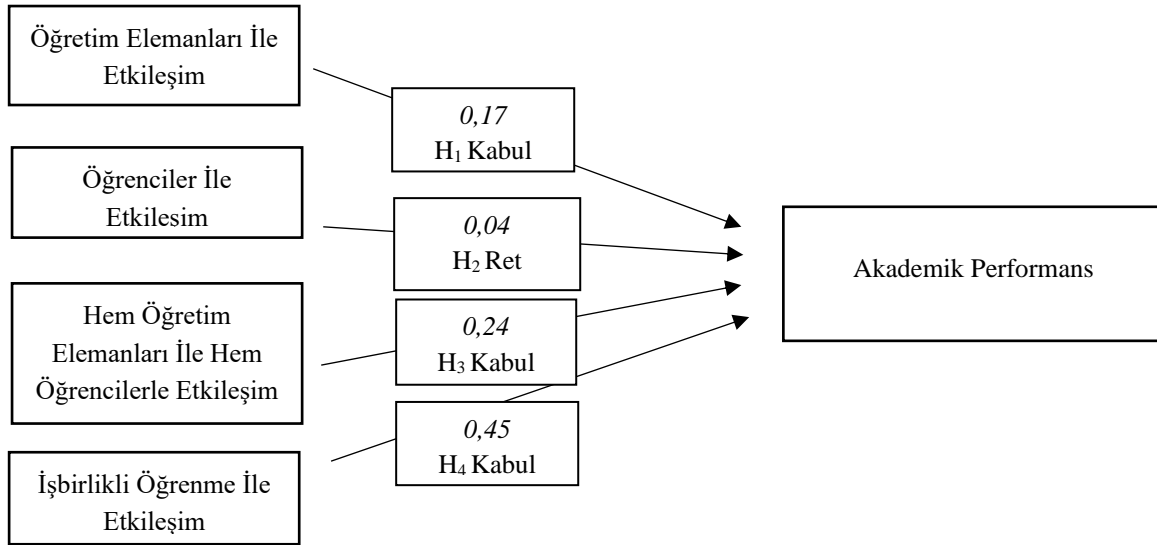 Öğretim Elemanları İle
Etkileşim
0,17
H₁ Kabul
Öğrenciler İle
Etkilesim
0,04
H₂ Ret
Akademik Performans
Hem Öğretim
Elemanları İle Hem
Öğrencilerle Etkileşim
0,24
H₃ Kabul
0,45
H₄ Kabul
İşbirlikli Öğrenme İle
Etkileşim